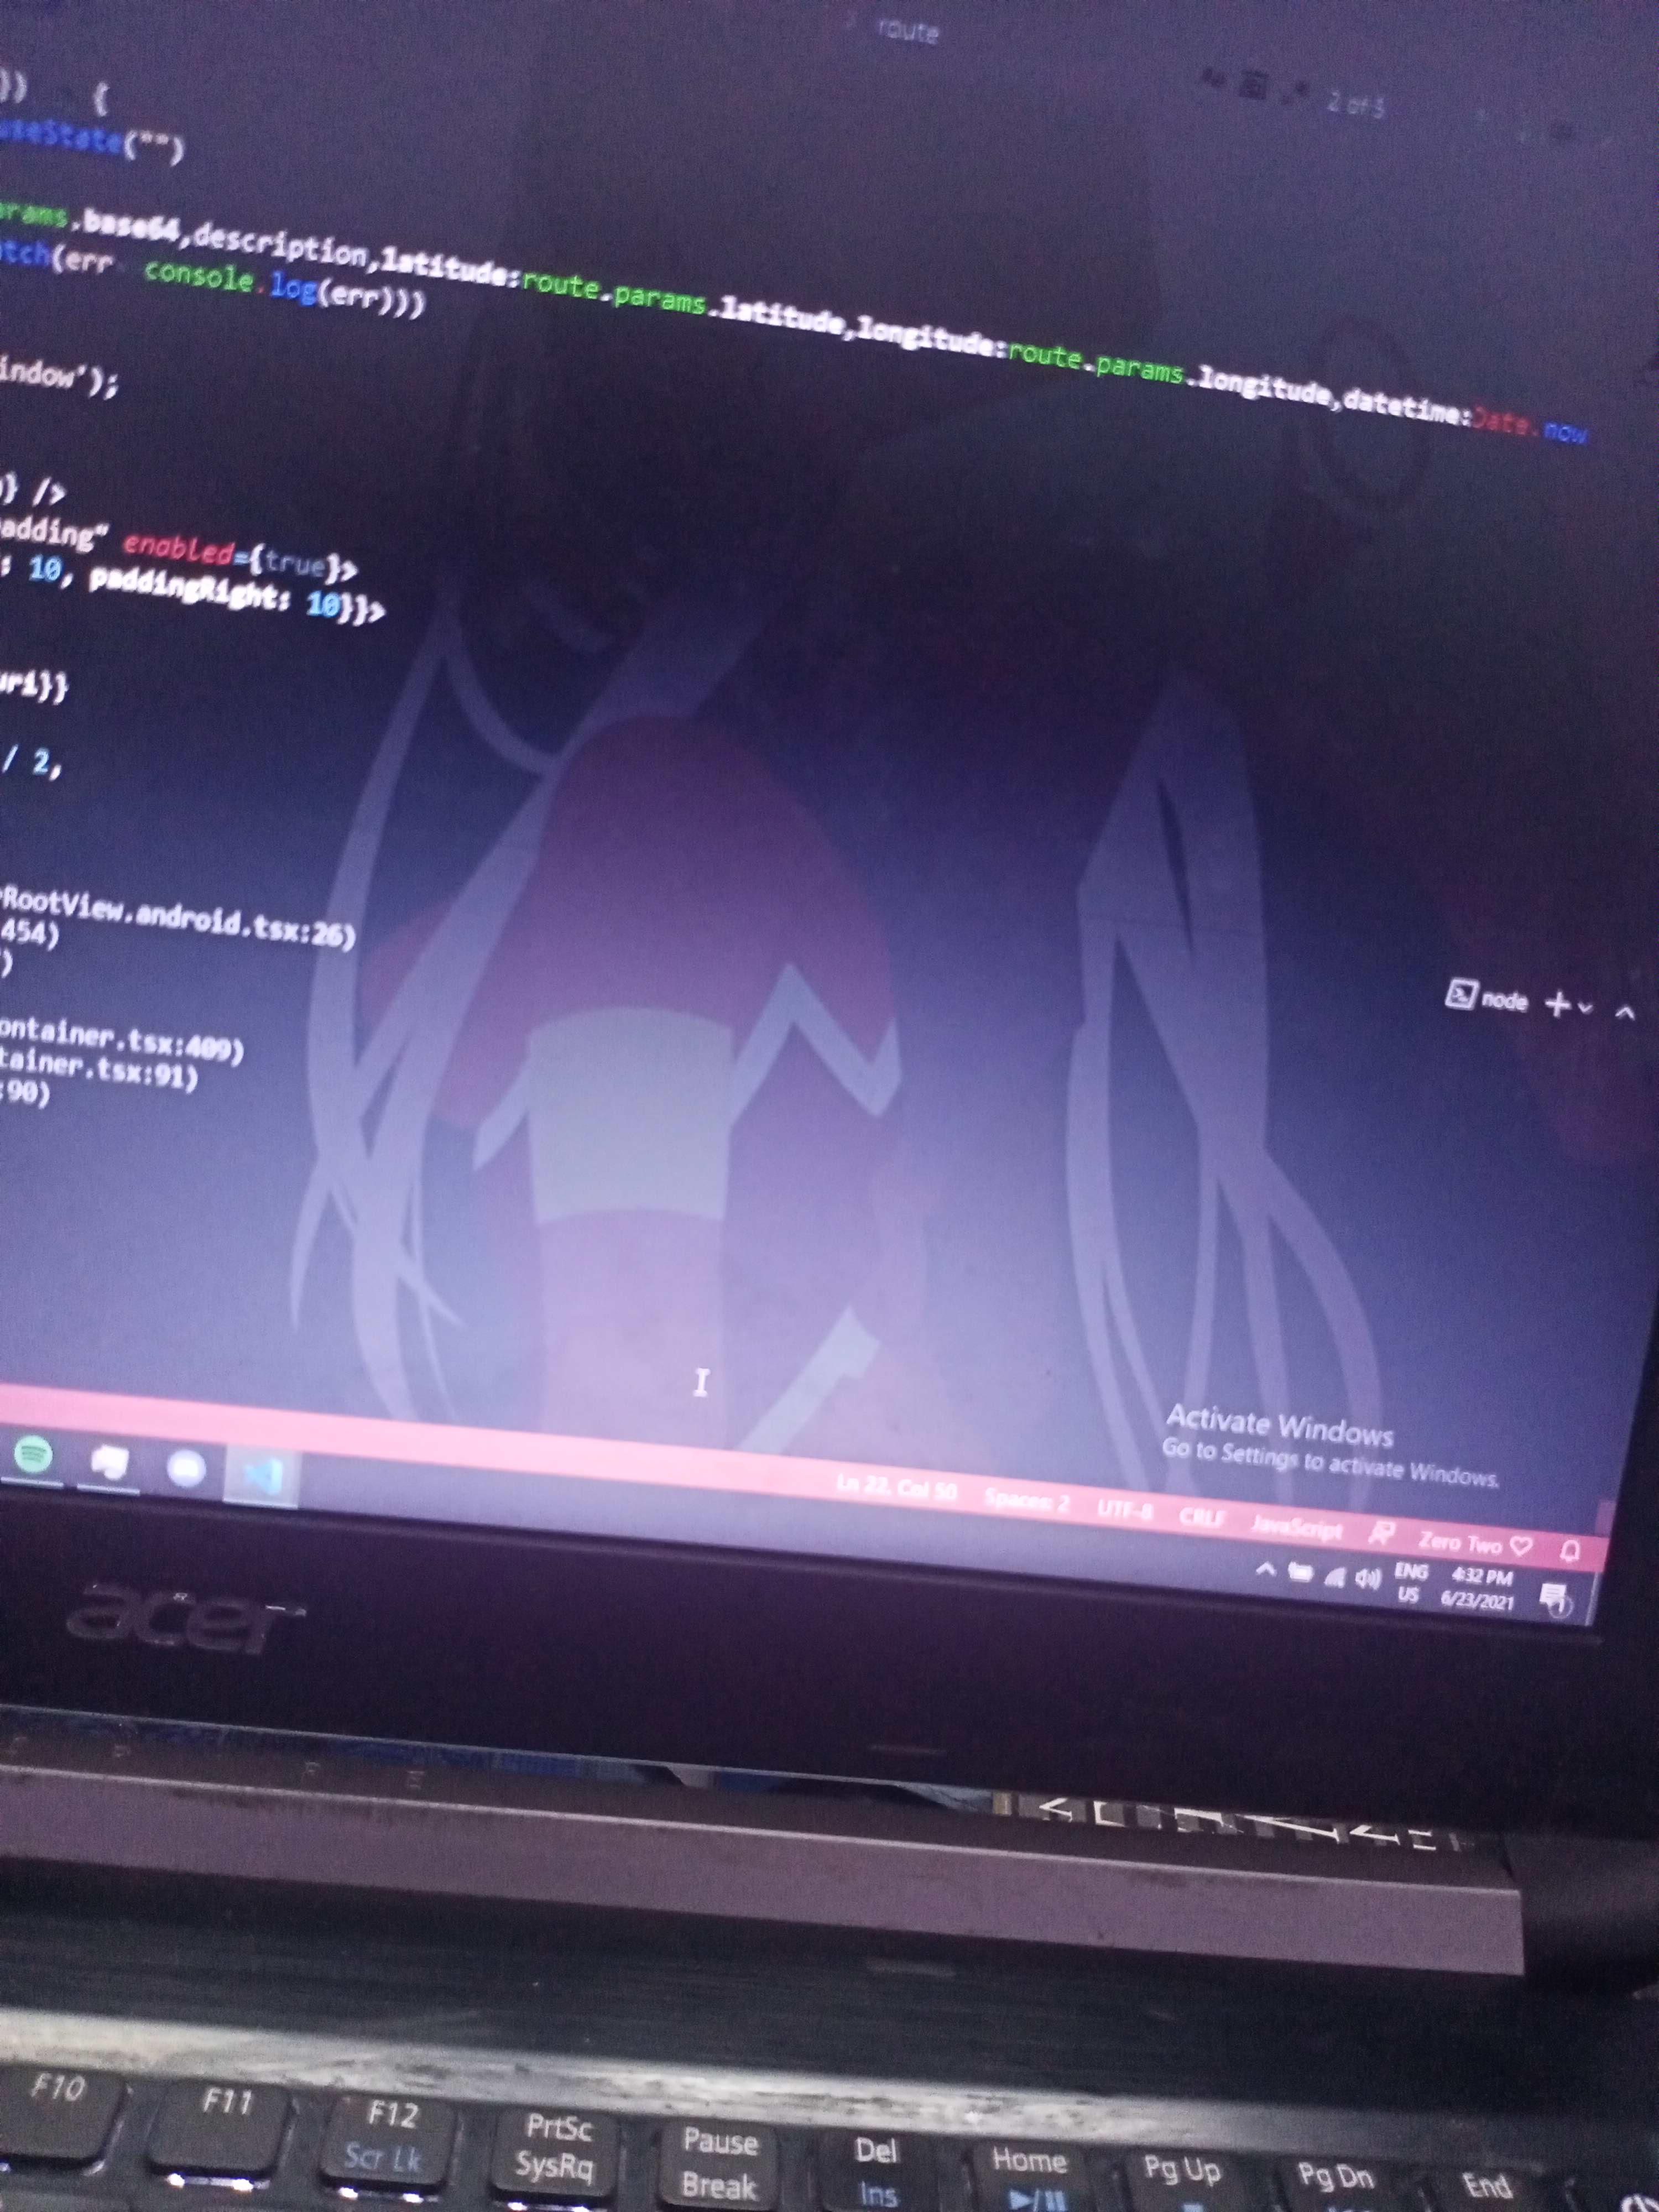 route
2 of 5
}) {
useState("")
arams.base64,description,latitude:route.params.latitude,longitude:route.params.longitude,datetime:Date.now
atch(err console.log(err)))
indow');
} />
adding" enabled={true}>
: 10, paddingRight: 10}}>
uri}}
/ 2,
RootView.android.tsx:26)
454)
)
ontainer.tsx:409)
tainer.tsx:91)
:90)
node
Activate Windows
Go to Settings to activate Windows.
Ln 22, Col 50 Spaces: 2 UTF-8 CRLF JavaScript Zero Two
ENG
US
4:32 PM
6/23/2021
1
acer
F10 F11 F12 PrtSc Pause Del Home Pg Up Pg Dn End
Scr Lk SysRq Break Ins